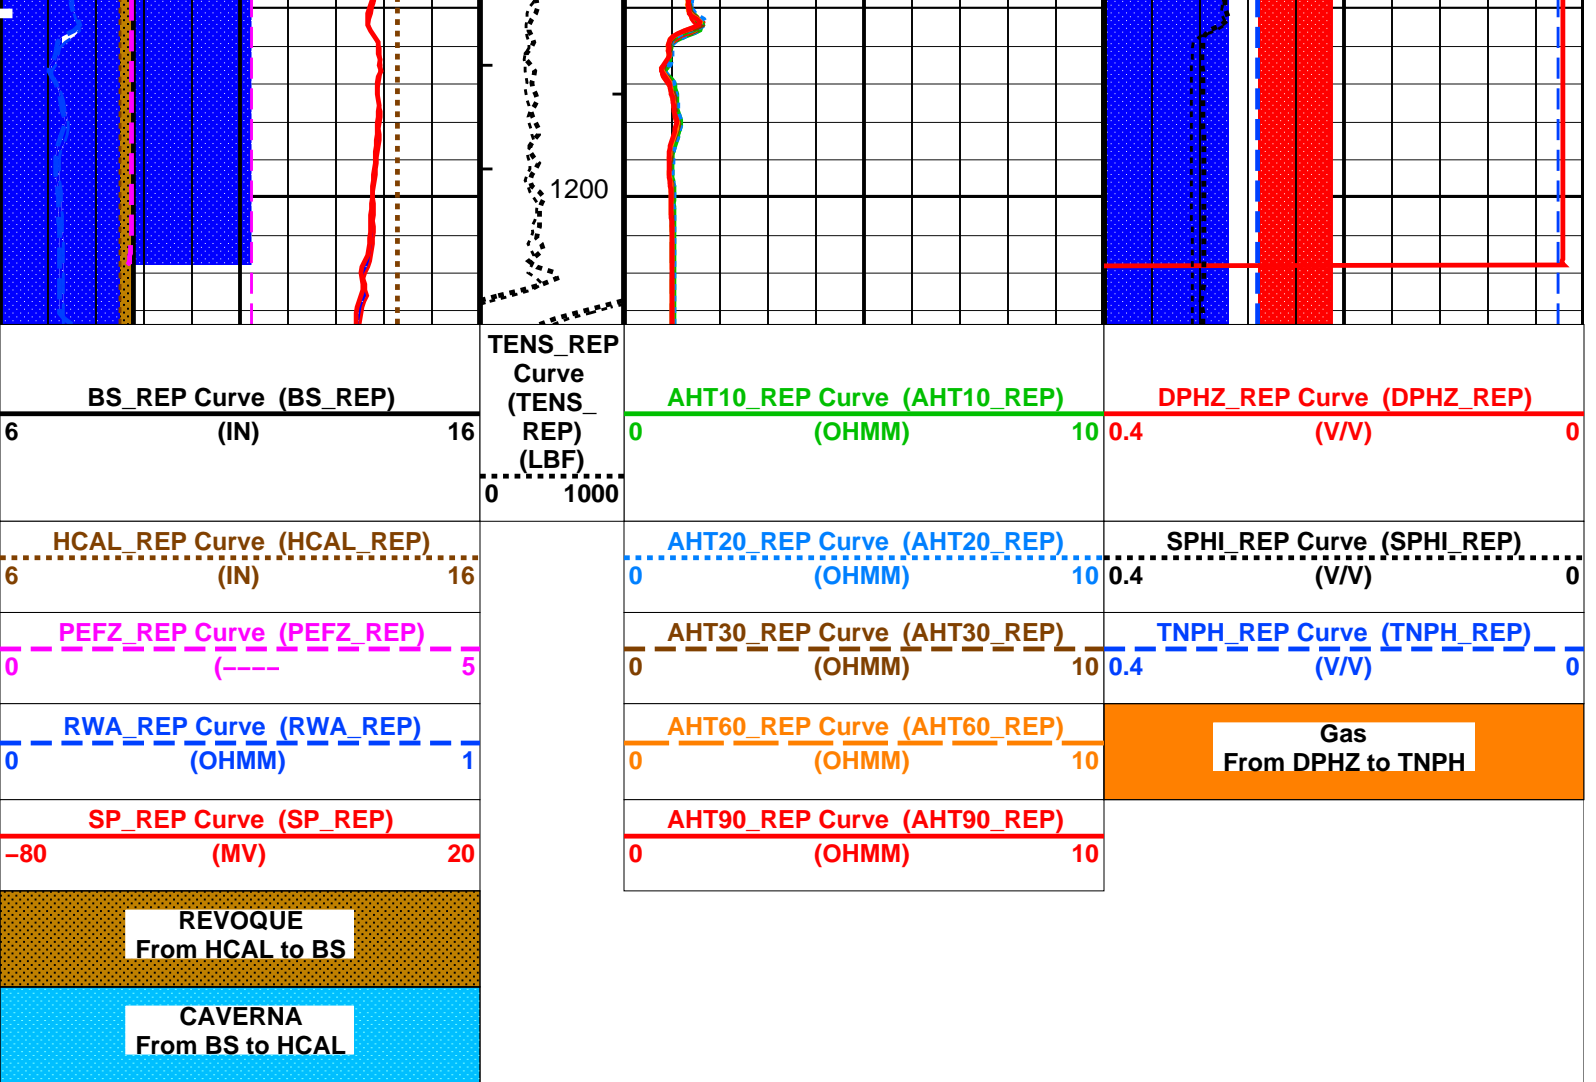 1200
BS_REP Curve (BS_REP)
6 (IN) 16
TENS_REP
Curve
(TENS_
REP)
(LBF)
0 1000
AHT10_REP Curve (AHT10_REP)
0 (OHMM) 10
DPHZ_REP Curve (DPHZ_REP)
0.4 (V/V) 0
HCAL_REP Curve (HCAL_REP)
6 (IN) 16
AHT20_REP Curve (AHT20_REP)
0 (OHMM) 10
SPHI_REP Curve (SPHI_REP)
0.4 (V/V) 0
PEFZ_REP Curve (PEFZ_REP)
0 (---- 5
AHT30_REP Curve (AHT30_REP)
0 (OHMM) 10
TNPH_REP Curve (TNPH_REP)
0.4 (V/V) 0
RWA_REP Curve (RWA_REP)
0 (OHMM) 1
AHT60_REP Curve (AHT60_REP)
0 (OHMM) 10
Gas
From DPHZ to TNPH
SP_REP Curve (SP_REP)
−80 (MV) 20
AHT90_REP Curve (AHT90_REP)
0 (OHMM) 10
REVOQUE
From HCAL to BS
CAVERNA
From BS to HCAL